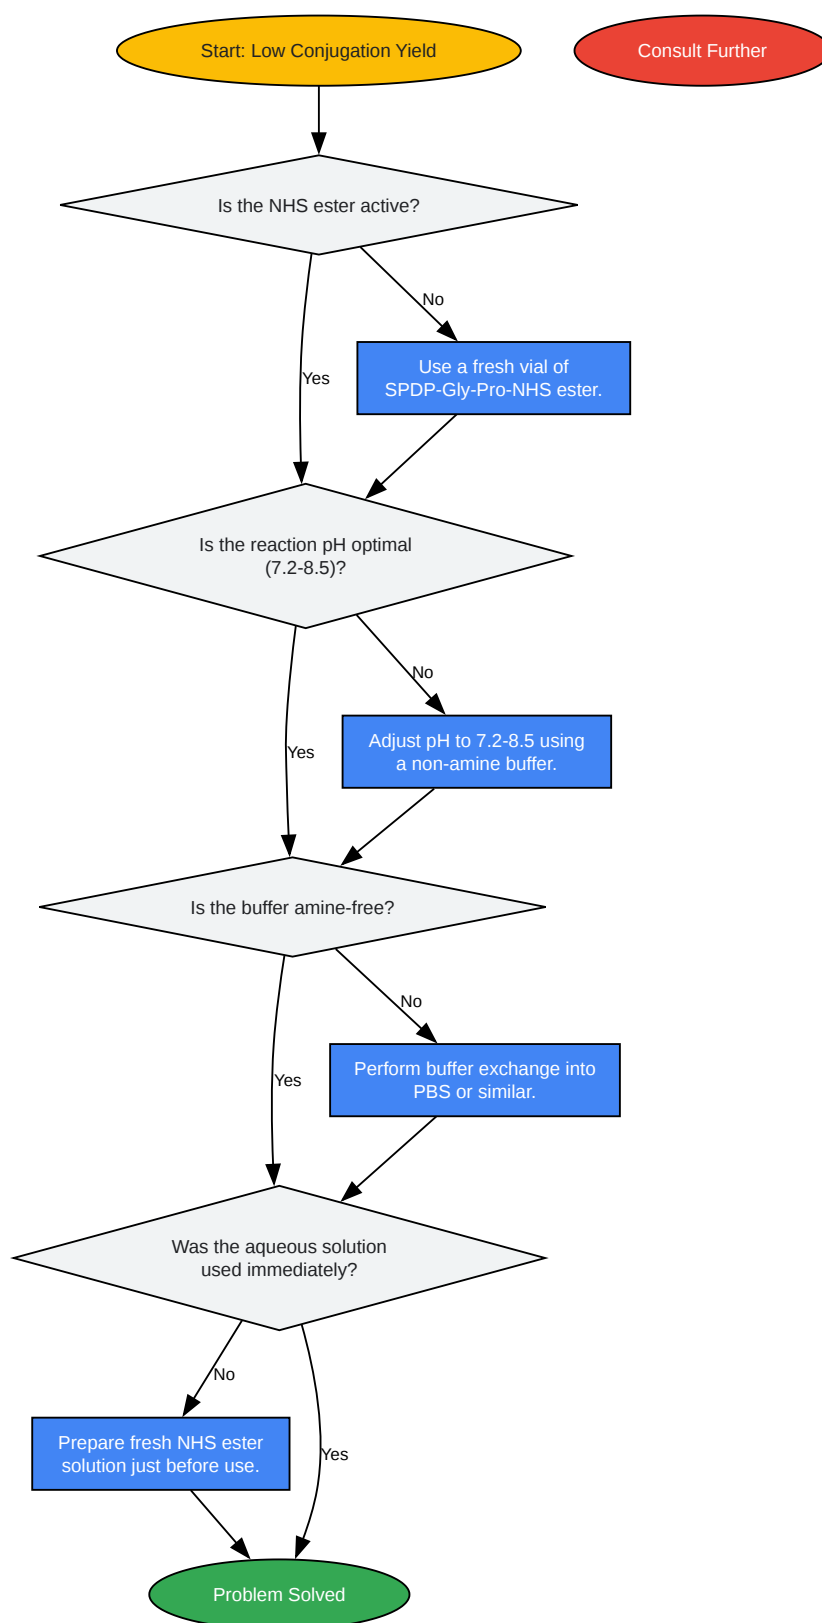 Start: Low Conjugation Yield
Consult Further
Is the NHS ester active?
No
Use a fresh vial of
SPDP-Gly-Pro-NHS ester.
Yes
Is the reaction pH optimal
(7.2-8.5)?
No
Adjust pH to 7.2-8.5 using
a non-amine buffer.
Yes
Is the buffer amine-free?
No
Perform buffer exchange into
PBS or similar.
Yes
Was the aqueous solution
used immediately?
No
Prepare fresh NHS ester
solution just before use.
Yes
Problem Solved